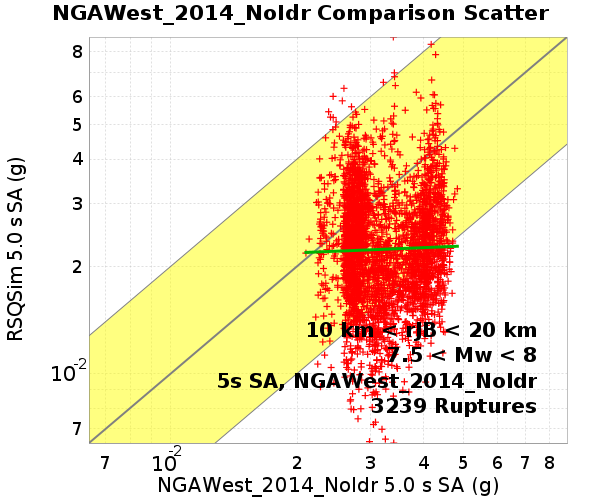 NGAWest_2014_NoIdr Comparison Scatter
RSQSim 5.0 s SA (g)
8
6
5
4
3
2
10-2
7
10 km < rJB < 20 km
7.5 < Mw < 8
5s SA, NGAWest_2014_NoIdr
3239 Ruptures
7 10-2 2 3 4 5 6 7 8
NGAWest_2014_NoIdr 5.0 s SA (g)